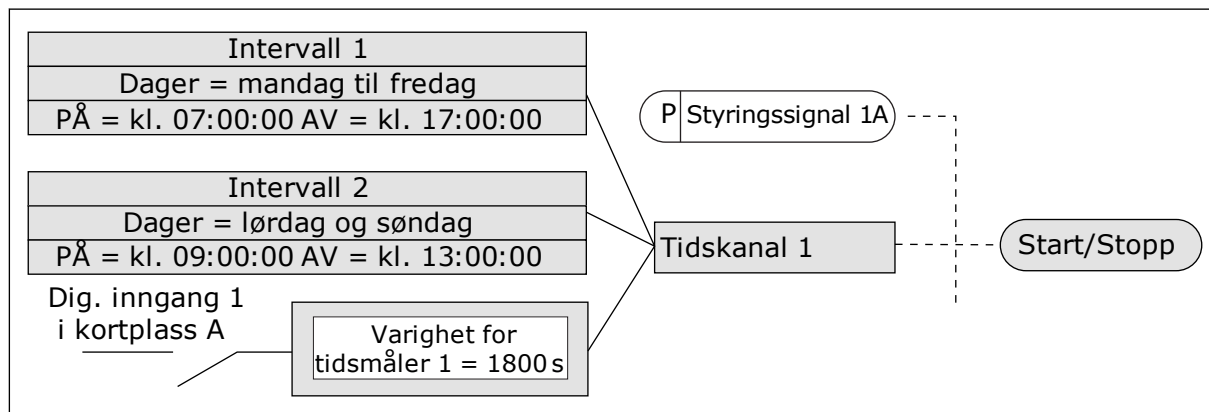 Intervall 1
Dager = mandag til fredag
PÅ = kl. 07:00:00 AV = kl. 17:00:00
P Styringssignal 1A
Intervall 2
Dager = lørdag og søndag
PÅ = kl. 09:00:00 AV = kl. 13:00:00
Tidskanal 1
Start/Stopp
Dig. inngang 1
i kortplass A
Varighet for
tidsmåler 1 = 1800 s